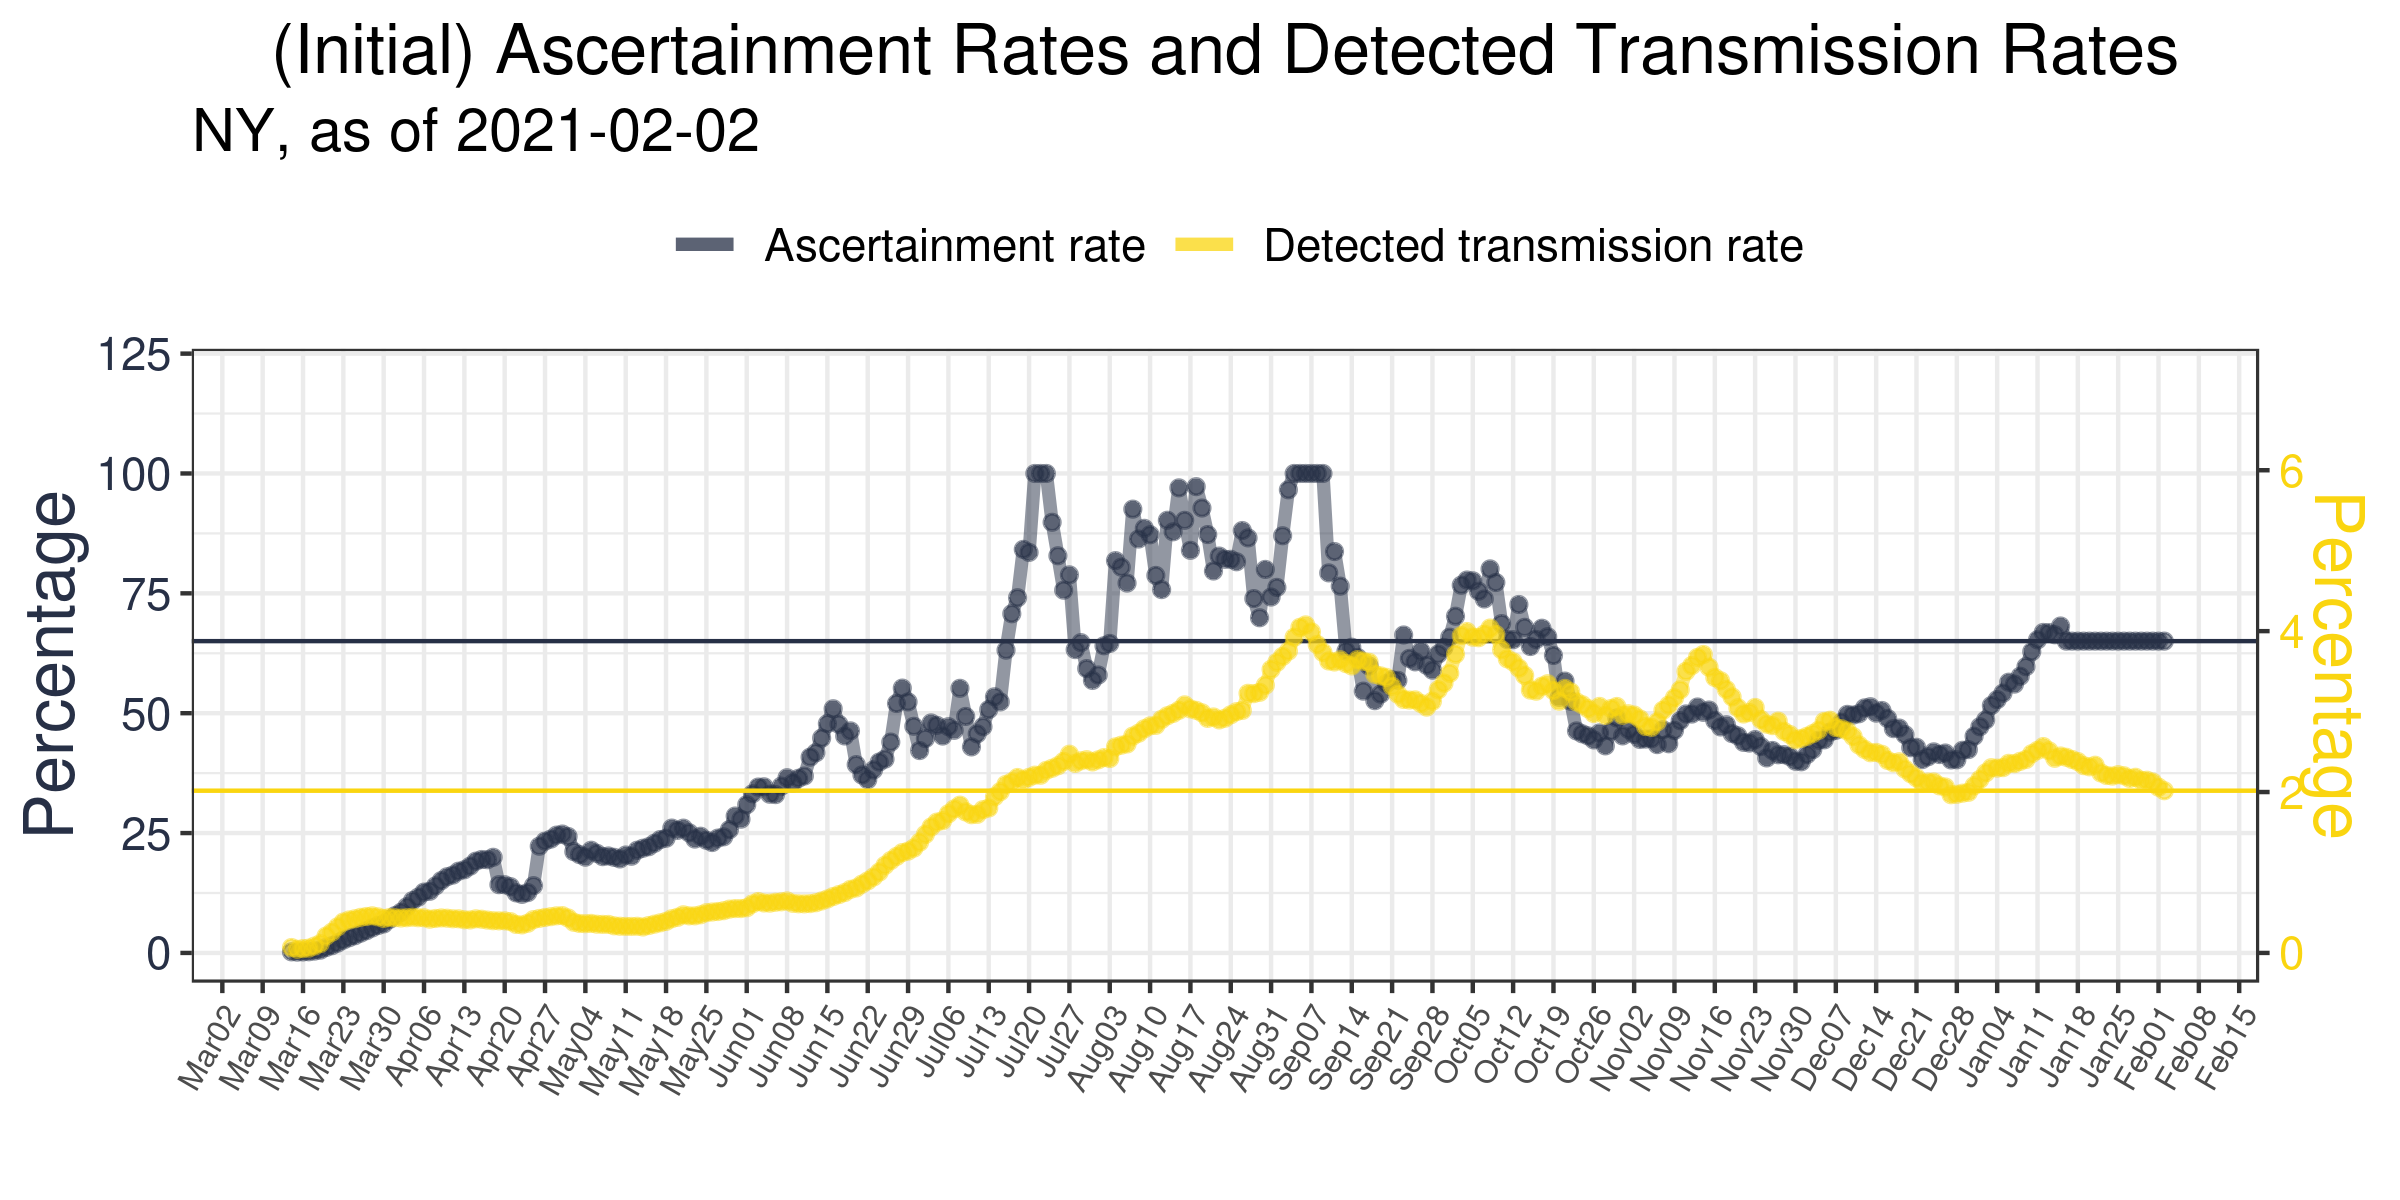 (Initial) Ascertainment Rates and Detected Transmission Rates
NY, as of 2021-02-02
Ascertainment rate
Detected transmission rate
125
100
75
50
25
0
Percentage
6
4
2
0
Percentage
Mar02
Mar09
Mar16
Mar23
Mar30
Apr06
Apr13
Apr20
Apr27
May04
May11
May18
May25
Jun01
Jun08
Jun15
Jun22
Jun29
Jul06
Jul13
Jul20
Jul27
Aug03
Aug10
Aug17
Aug24
Aug31
Sep07
Sep14
Sep21
Sep28
Oct05
Oct12
Oct19
Oct26
Nov02
Nov09
Nov16
Nov23
Nov30
Dec07
Dec14
Dec21
Dec28
Jan04
Jan11
Jan18
Jan25
Feb01
Feb08
Feb15